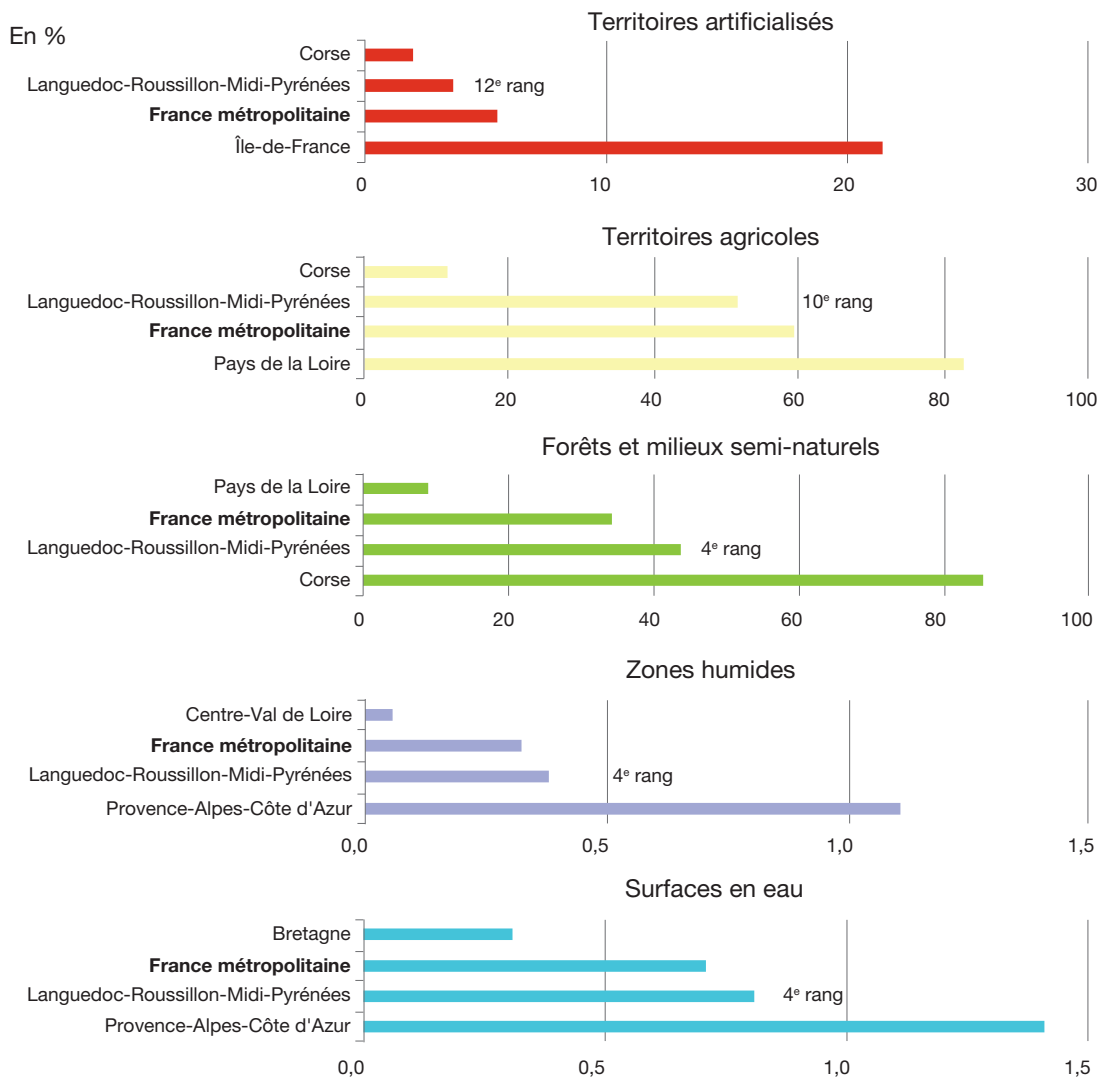 En %
Territoires artificialisés
Corse
Languedoc-Roussillon-Midi-Pyrénées
12e rang
France métropolitaine
Île-de-France
0 10 20 30
Territoires agricoles
Corse
Languedoc-Roussillon-Midi-Pyrénées
10e rang
France métropolitaine
Pays de la Loire
0 20 40 60 80 100
Forêts et milieux semi-naturels
Pays de la Loire
France métropolitaine
Languedoc-Roussillon-Midi-Pyrénées
4e rang
Corse
0 20 40 60 80 100
Zones humides
Centre-Val de Loire
France métropolitaine
Languedoc-Roussillon-Midi-Pyrénées
4e rang
Provence-Alpes-Côte d'Azur
0,0 0,5 1,0 1,5
Surfaces en eau
Bretagne
France métropolitaine
Languedoc-Roussillon-Midi-Pyrénées
4e rang
Provence-Alpes-Côte d'Azur
0,0 0,5 1,0 1,5